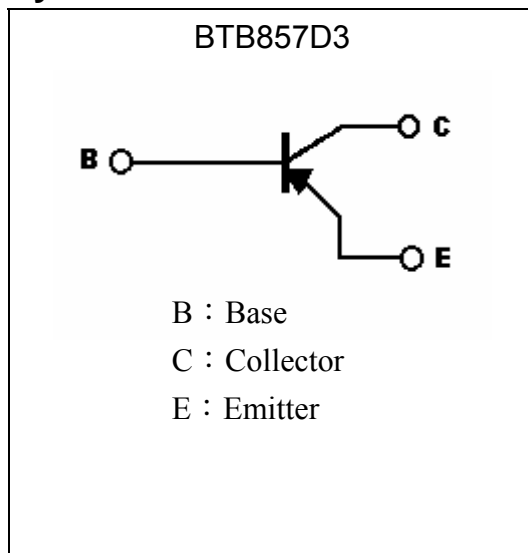 BTB857D3
C
B
E
B：Base
C：Collector
E：Emitter